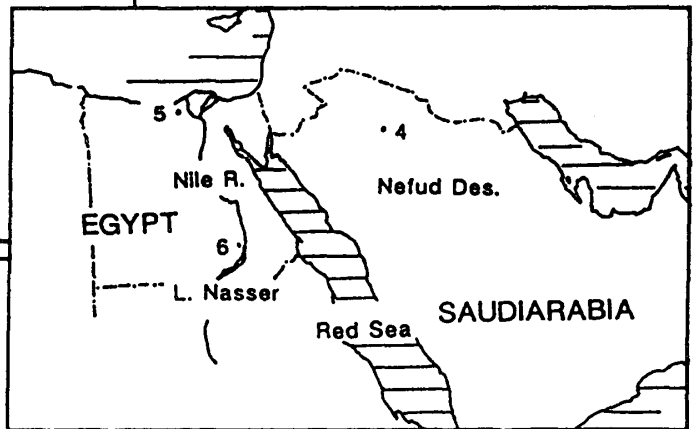 5
4
Nile R.
Nefud Des.
EGYPT
6
L. Nasser
SAUDIARABIA
Red Sea